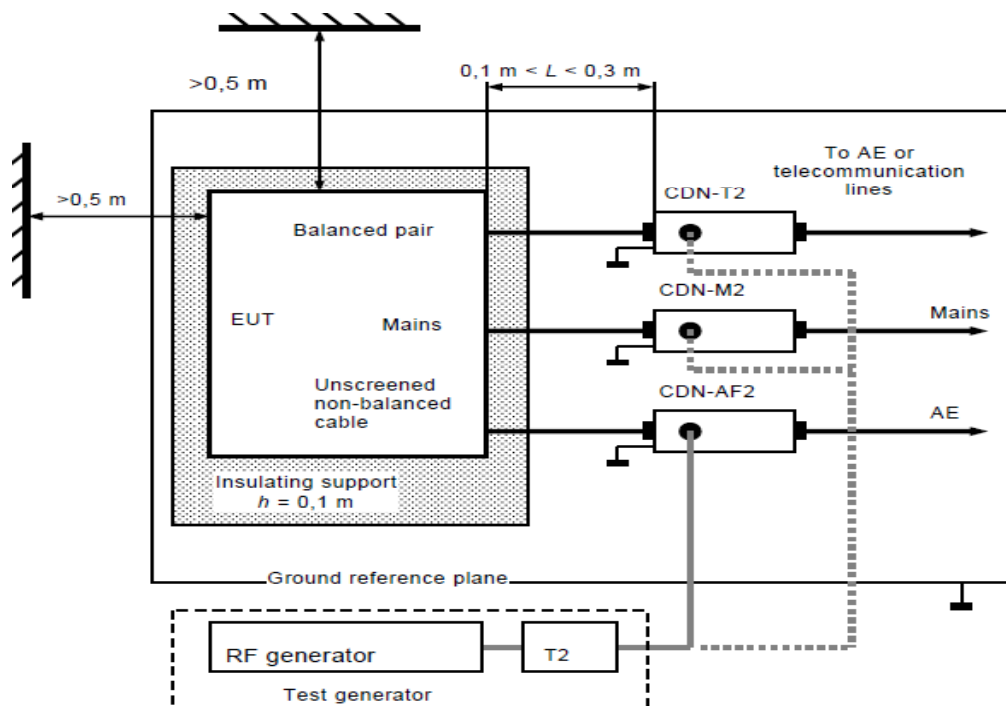 0,1 m < L < 0,3 m
>0,5 m
To AE or
telecommunication
lines
>0,5 m
CDN-T2
Balanced pair
CDN-M2
EUT
Mains
Mains
Unscreened
non-balanced
cable
CDN-AF2
AE
Insulating support
h = 0,1 m
Ground reference plane
RF generator
T2
Test generator